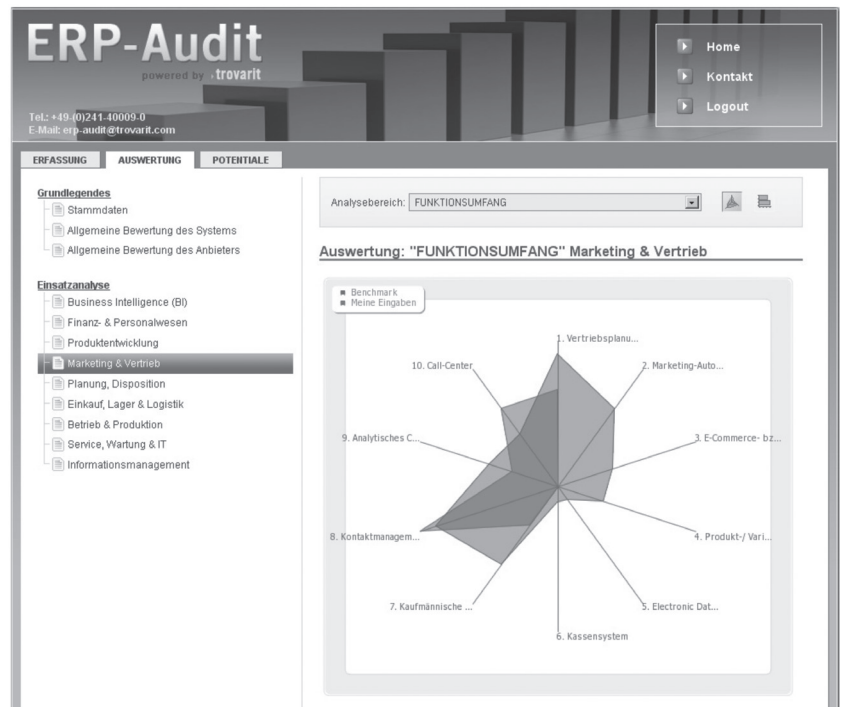 ERP-Audit
powered by trovarit
Tel.: +49-(0)241-40009-0
E-Mail: erp-audit@trovarit.com
Home
Kontakt
Logout
ERFASSUNG AUSWERTUNG POTENTIALE
Grundlegendes
Stammdaten
Allgemeine Bewertung des Systems
Allgemeine Bewertung des Anbieters
Einsatzanalyse
Business Intelligence (BI)
Finanz- & Personalwesen
Produktentwicklung
Marketing & Vertrieb
Planung, Disposition
Einkauf, Lager & Logistik
Betrieb & Produktion
Service, Wartung & IT
Informationsmanagement
Analysebereich: FUNKTIONSUMFANG
Auswertung: "FUNKTIONSUMFANG" Marketing & Vertrieb
Benchmark
Meine Eingaben
1. Vertriebsplanu...
2. Marketing-Auto...
3. E-Commerce- bz...
4. Produkt-/ Vari...
5. Electronic Dat...
6. Kassensystem
7. Kaufmännische ...
8. Kontaktmanagem...
9. Analytisches C...
10. Call-Center